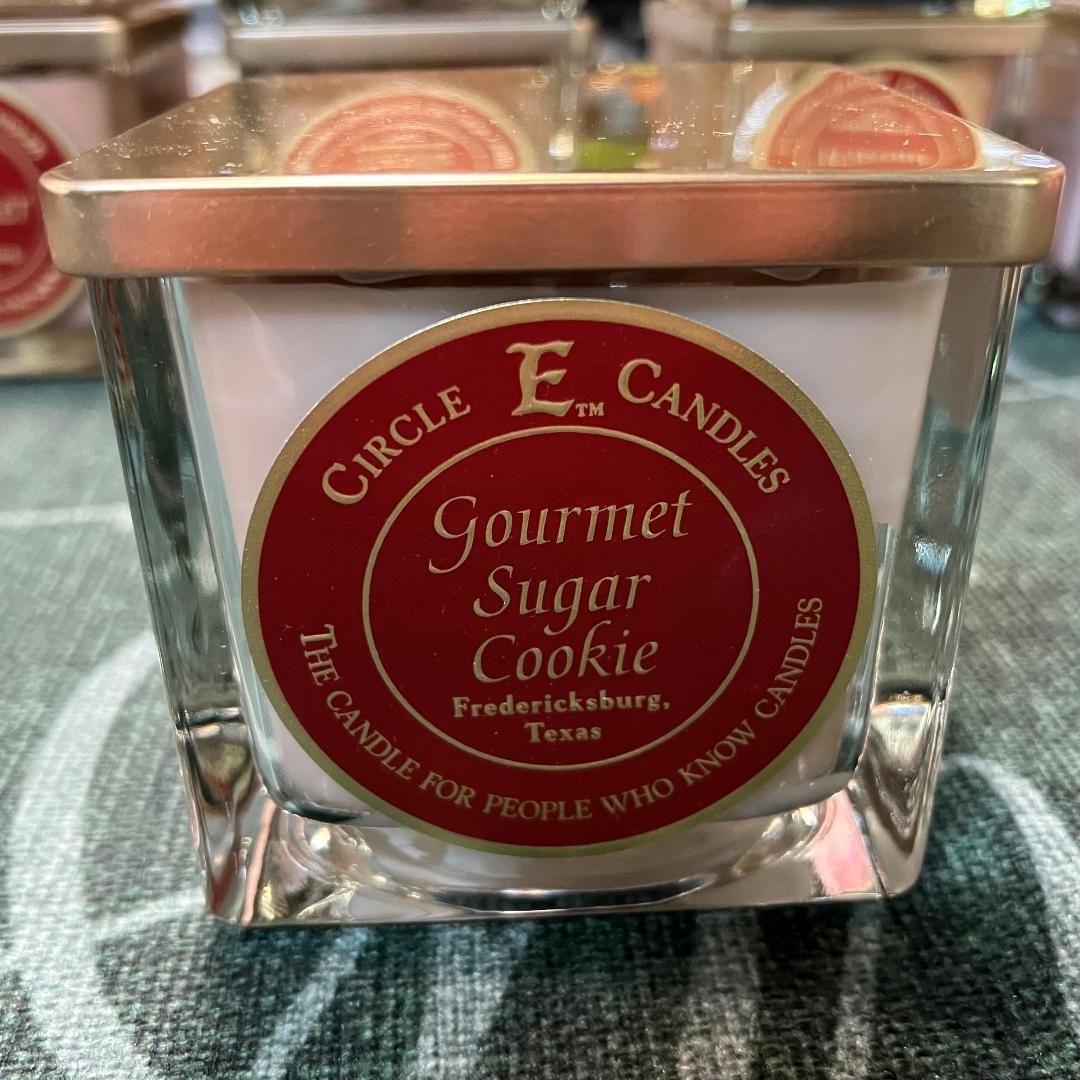 CIRCLE E™ CANDLES
Gourmet
Sugar
Cookie
Fredericksburg,
Texas
THE CANDLE FOR PEOPLE WHO KNOW CANDLES